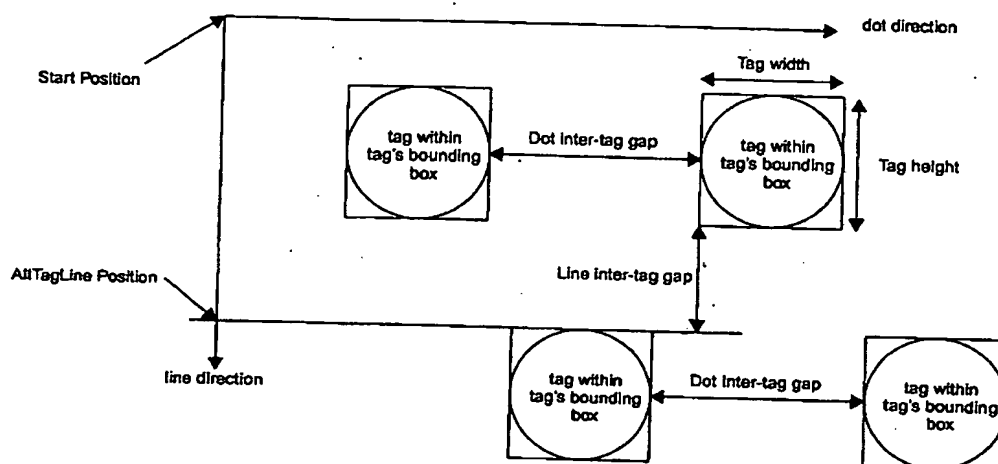 dot direction
Start Position
Tag width
tag within
tag's bounding
box
Dot inter-tag gap
tag within
tag's bounding
box
Tag height
AltTagLine Position
Line inter-tag gap
line direction
tag within
tag's bounding
box
Dot inter-tag gap
tag within
tag's bounding
box